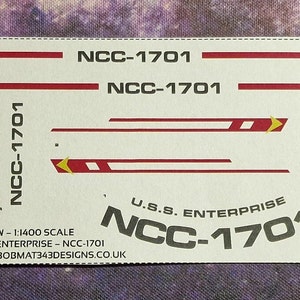 NCC-1701
NCC-1701
NCC-1701
U.S.S. ENTERPRISE
NCC-1701
1:1400 SCALE
ENTERPRISE - NCC-1701
BOBMAT343DESIGNS.CO.UK